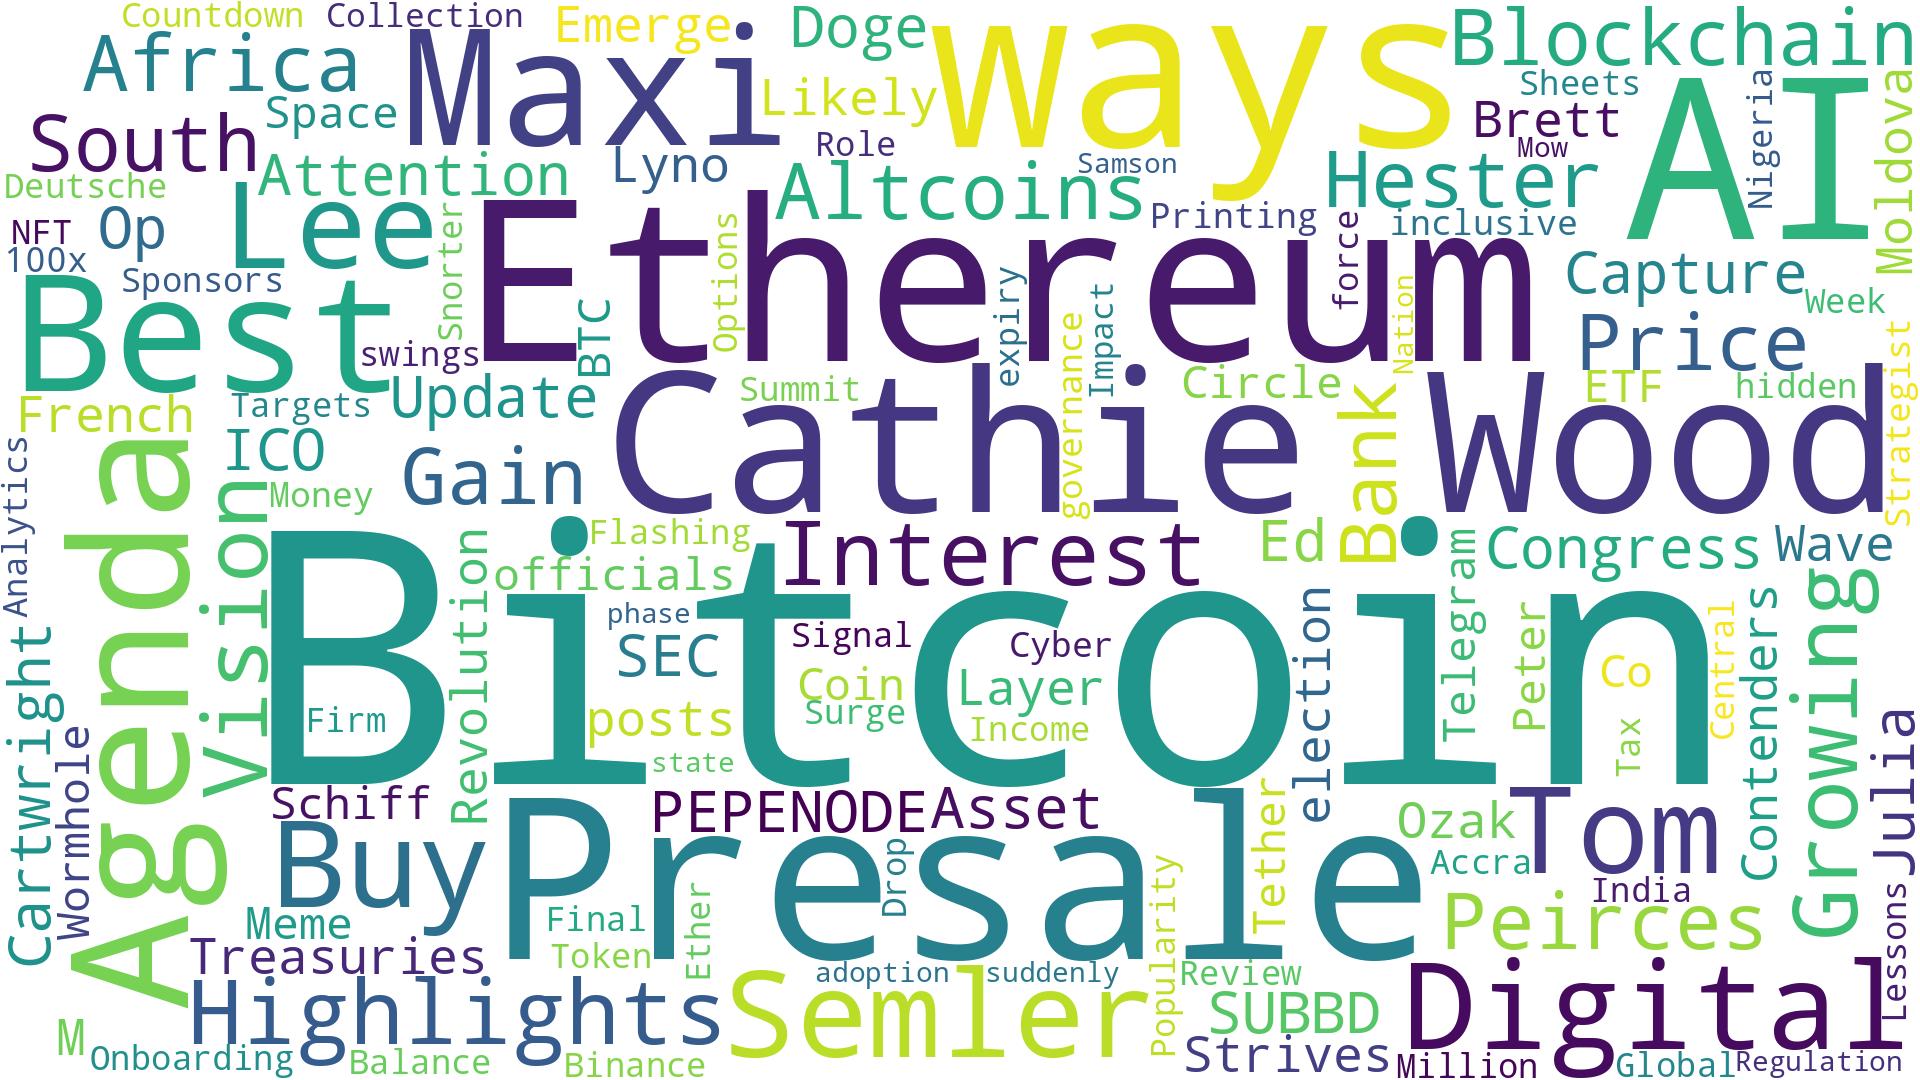 Countdown
Collection
Emerge
Doge
ways
Blockchain
Africa
Maxi
Likely
Sheets
AI
Nigeria
Moldova
Space
South
Role
Brett
Mow
Attention
Lyno
Altcoins
Samson
Hester
Deutsche
Lee
Ethereum
Printing
inclusive
NFT
Op
Snorter
Options
force
100x
Sponsors
Capture
Best
swings
BTC
expiry
Impact
Nation
Week
Price
Update
Cathie Wood
Summit
governance
Circle
Bank
ETF
hidden
Strategist
French
Targets
ICO
Gain
Analytics
Agenda
Vision
Money
Bitcoin
Flashing
Interest
Ed
Congress
Wave
Revolution
officials
Telegram
Growing
phase
SEC
Signal
Cyber
election
Peter
Central
Contenders
Cartwright
posts
Coin
Layer
Co
Firm
Surge
Income
state
Tax
Wormhole
Schiff
PEPENODE
Asset
Tether
Ozak
Tom
Julia
Buy
Presale
Drop
Accra
India
Meme
Final
Ether
Popularity
Peirces
Lessons
Treasuries
Token
adoption
suddenly
Review
Highlights
Semler
SUBBD
Digital
M
Onboarding
Balance
Binance
Strives
Million
Global
Regulation